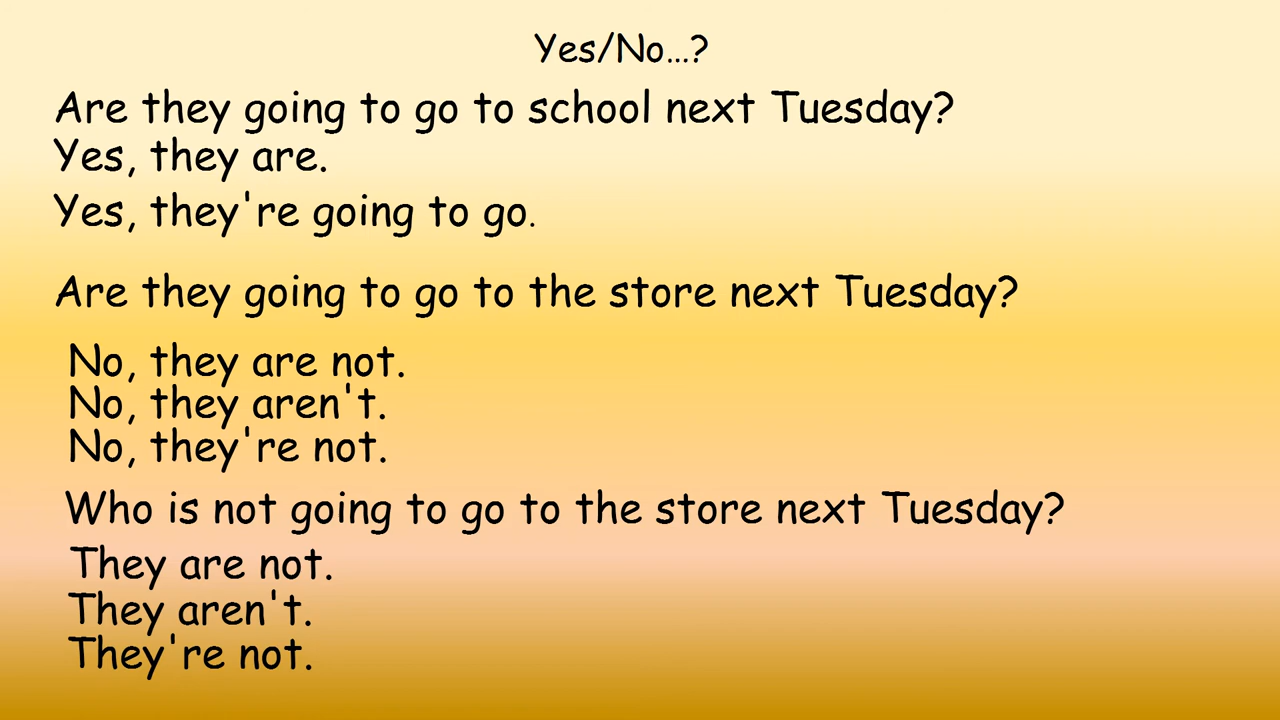 Yes/No...?
Are they going to go to school next Tuesday?
Yes, they are.
Yes, they're going to go.
Are they going to go to the store next Tuesday?
No, they are not.
No, they aren't.
No, they're not.
Who is not going to go to the store next Tuesday?
They are not.
They aren't.
They're not.